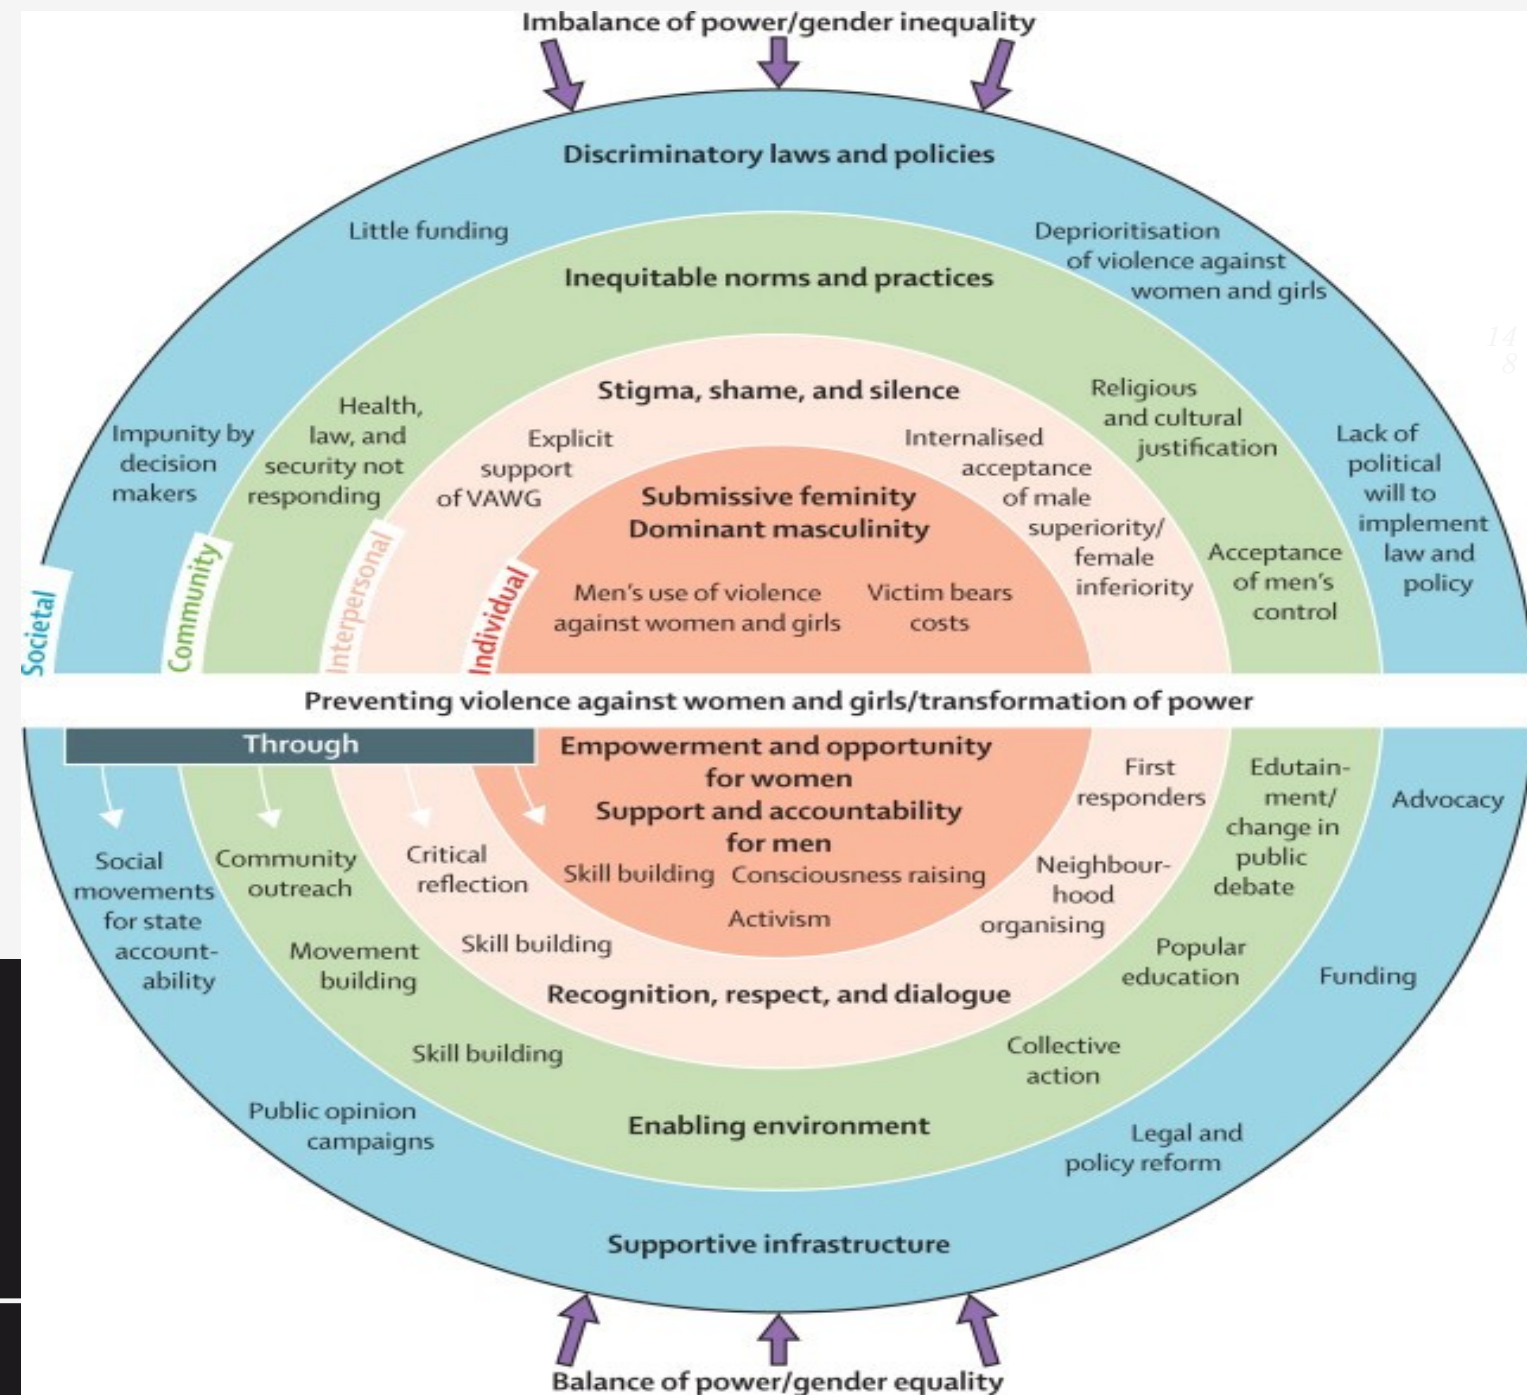 Imbalance of power/gender inequality
Discriminatory laws and policies
Little funding
Deprioritisation
of violence against
women and girls
Inequitable norms and practices
14
8
Stigma, shame, and silence
Religious
and cultural
justification
Health,
law, and
security not
responding
Impunity by
decision
makers
Explicit
support
of VAWG
Internalised
acceptance
of male
superiority/
female
inferiority
Lack of
political
will to
implement
law and
policy
Submissive feminity
Dominant masculinity
Acceptance
of men's
control
Men's use of violence
against women and girls
Victim bears
costs
Societal
Community
Interpersonal
Individual
Preventing violence against women and girls/transformation of power
Through
Empowerment and opportunity
for women
Support and accountability
for men
Skill building
Consciousness raising
Activism
First
responders
Edutain-
ment/
change in
public
debate
Advocacy
Social
movements
for state
account-
ability
Community
outreach
Critical
reflection
Neighbour-
hood
organising
Movement
building
Skill building
Popular
education
Funding
Recognition, respect, and dialogue
Skill building
Collective
action
Public opinion
campaigns
Enabling environment
Legal and
policy reform
Supportive infrastructure
Balance of power/gender equality